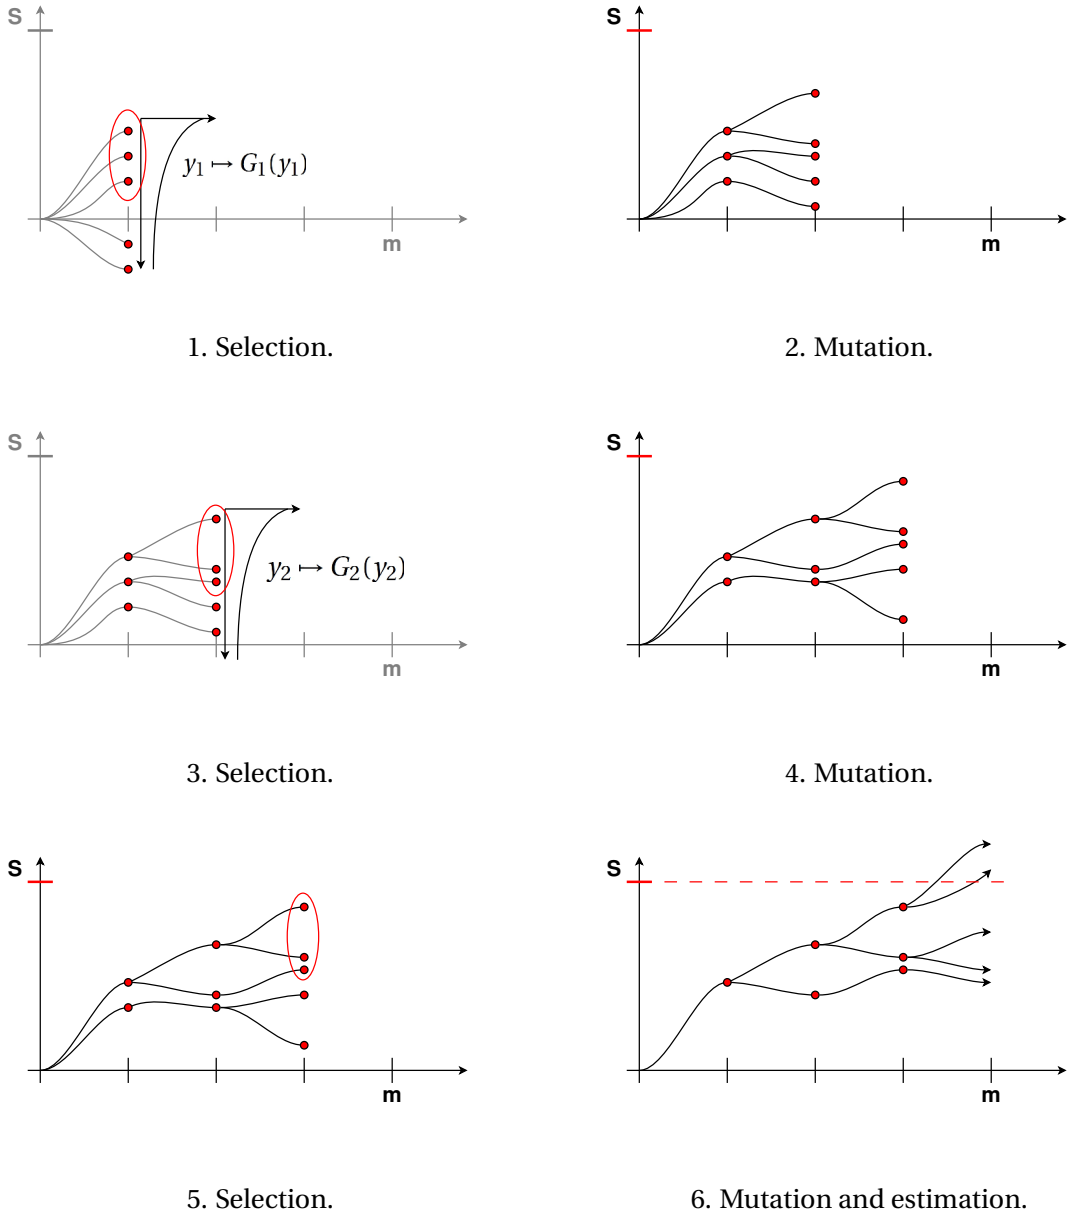 S
y₁ ↦ G₁(y₁)
m
1. Selection.
S
m
2. Mutation.
S
y₂ ↦ G₂(y₂)
m
3. Selection.
S
m
4. Mutation.
S
m
5. Selection.
S
m
6. Mutation and estimation.